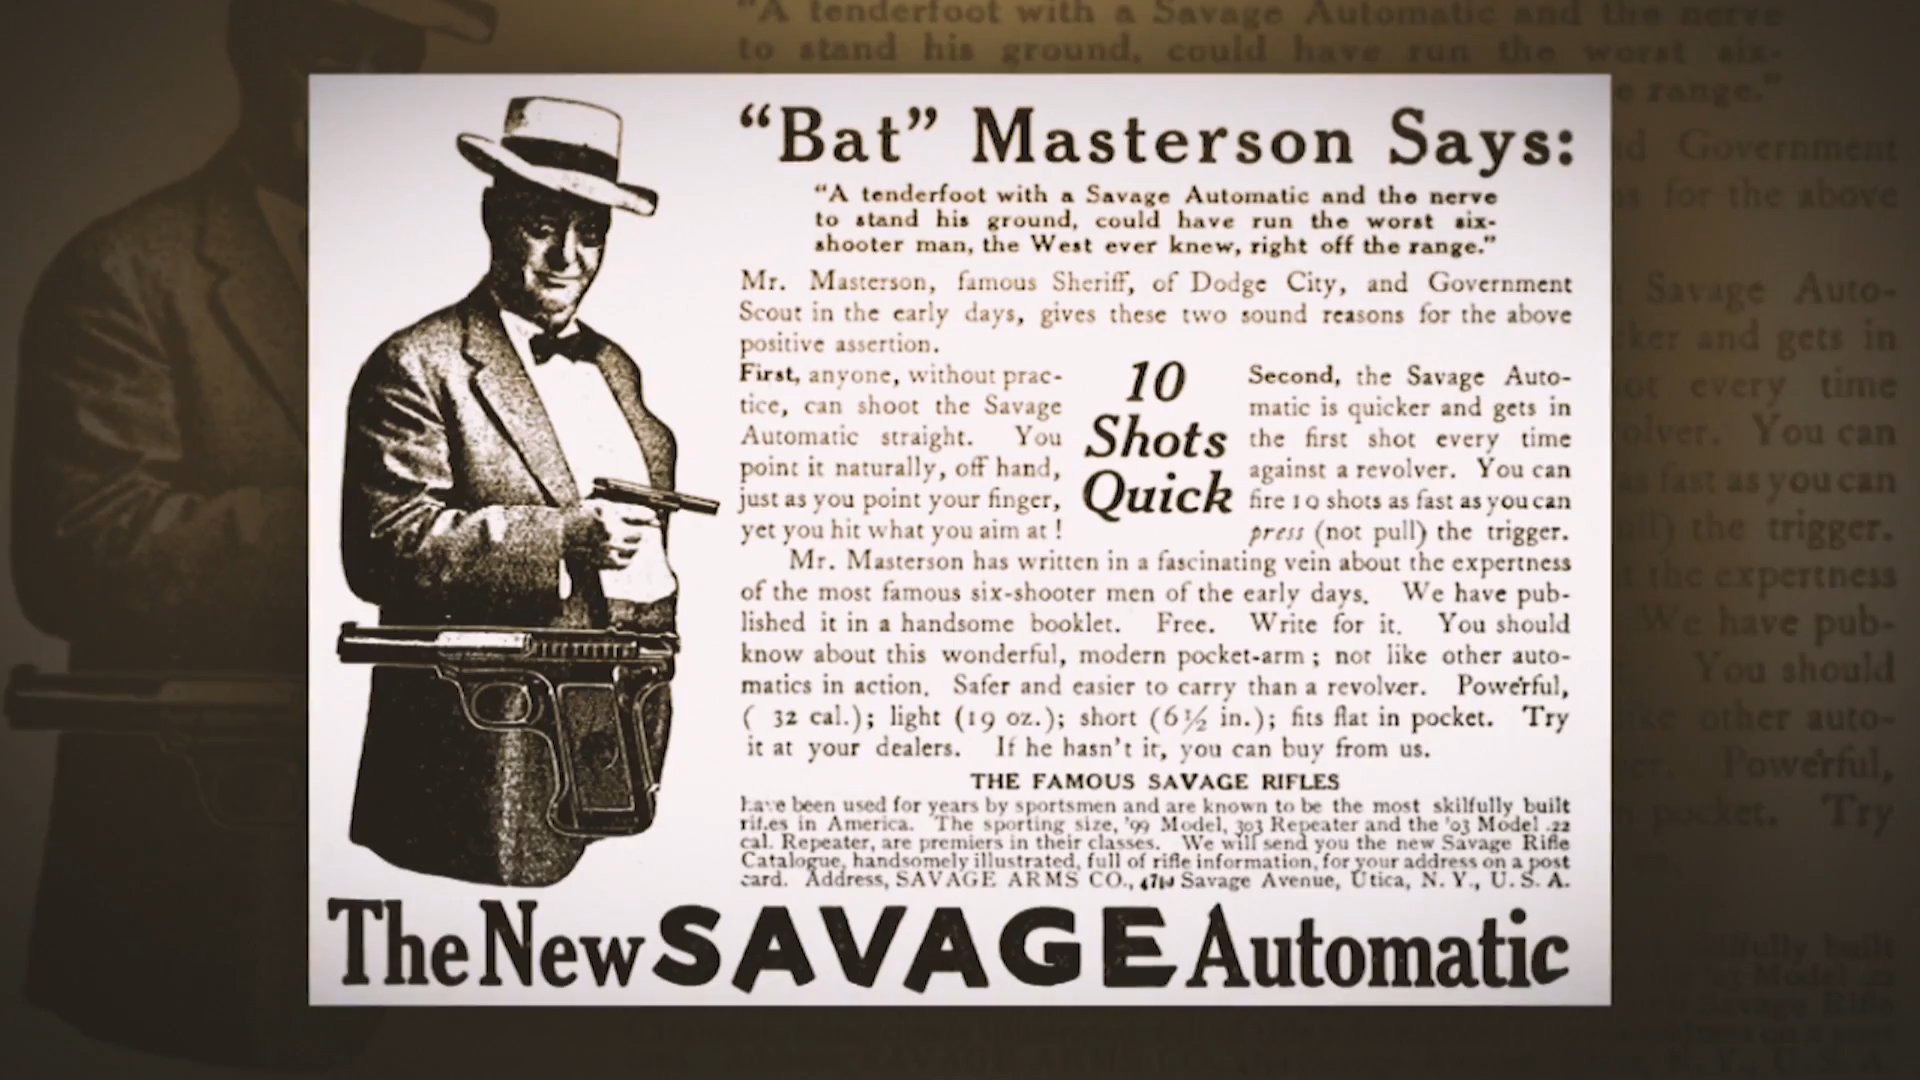 "Bat" Masterson Says:
"A tenderfoot with a Savage Automatic and the nerve
to stand his ground, could have run the worst six-
shooter man, the West ever knew, right off the range."
Mr. Masterson, famous Sheriff, of Dodge City, and Government
Scout in the early days, gives these two sound reasons for the above
positive assertion.
First, anyone, without prac-
tice, can shoot the Savage
Automatic straight. You
point it naturally, off hand,
just as you point your finger,
yet you hit what you aim at !
10
Shots
Quick
Second, the Savage Auto-
matic is quicker and gets in
the first shot every time
against a revolver. You can
fire 10 shots as fast as you can
press (not pull) the trigger.
Mr. Masterson has written in a fascinating vein about the expertness
of the most famous six-shooter men of the early days. We have pub-
lished it in a handsome booklet. Free. Write for it. You should
know about this wonderful, modern pocket-arm ; not like other auto-
matics in action. Safer and easier to carry than a revolver. Powerful,
( 32 cal.); light (19 oz.); short (6½ in.); fits flat in pocket. Try
it at your dealers. If he hasn't it, you can buy from us.
THE FAMOUS SAVAGE RIFLES
have been used for years by sportsmen and are known to be the most skilfully built
rifles in America. The sporting size, '99 Model, 303 Repeater and the '03 Model .22
cal. Repeater, are premiers in their classes. We will send you the new Savage Rifle
Catalogue, handsomely illustrated, full of rifle information, for your address on a post
card. Address, SAVAGE ARMS CO., Savage Avenue, Utica, N. Y., U. S. A.
The New SAVAGE Automatic